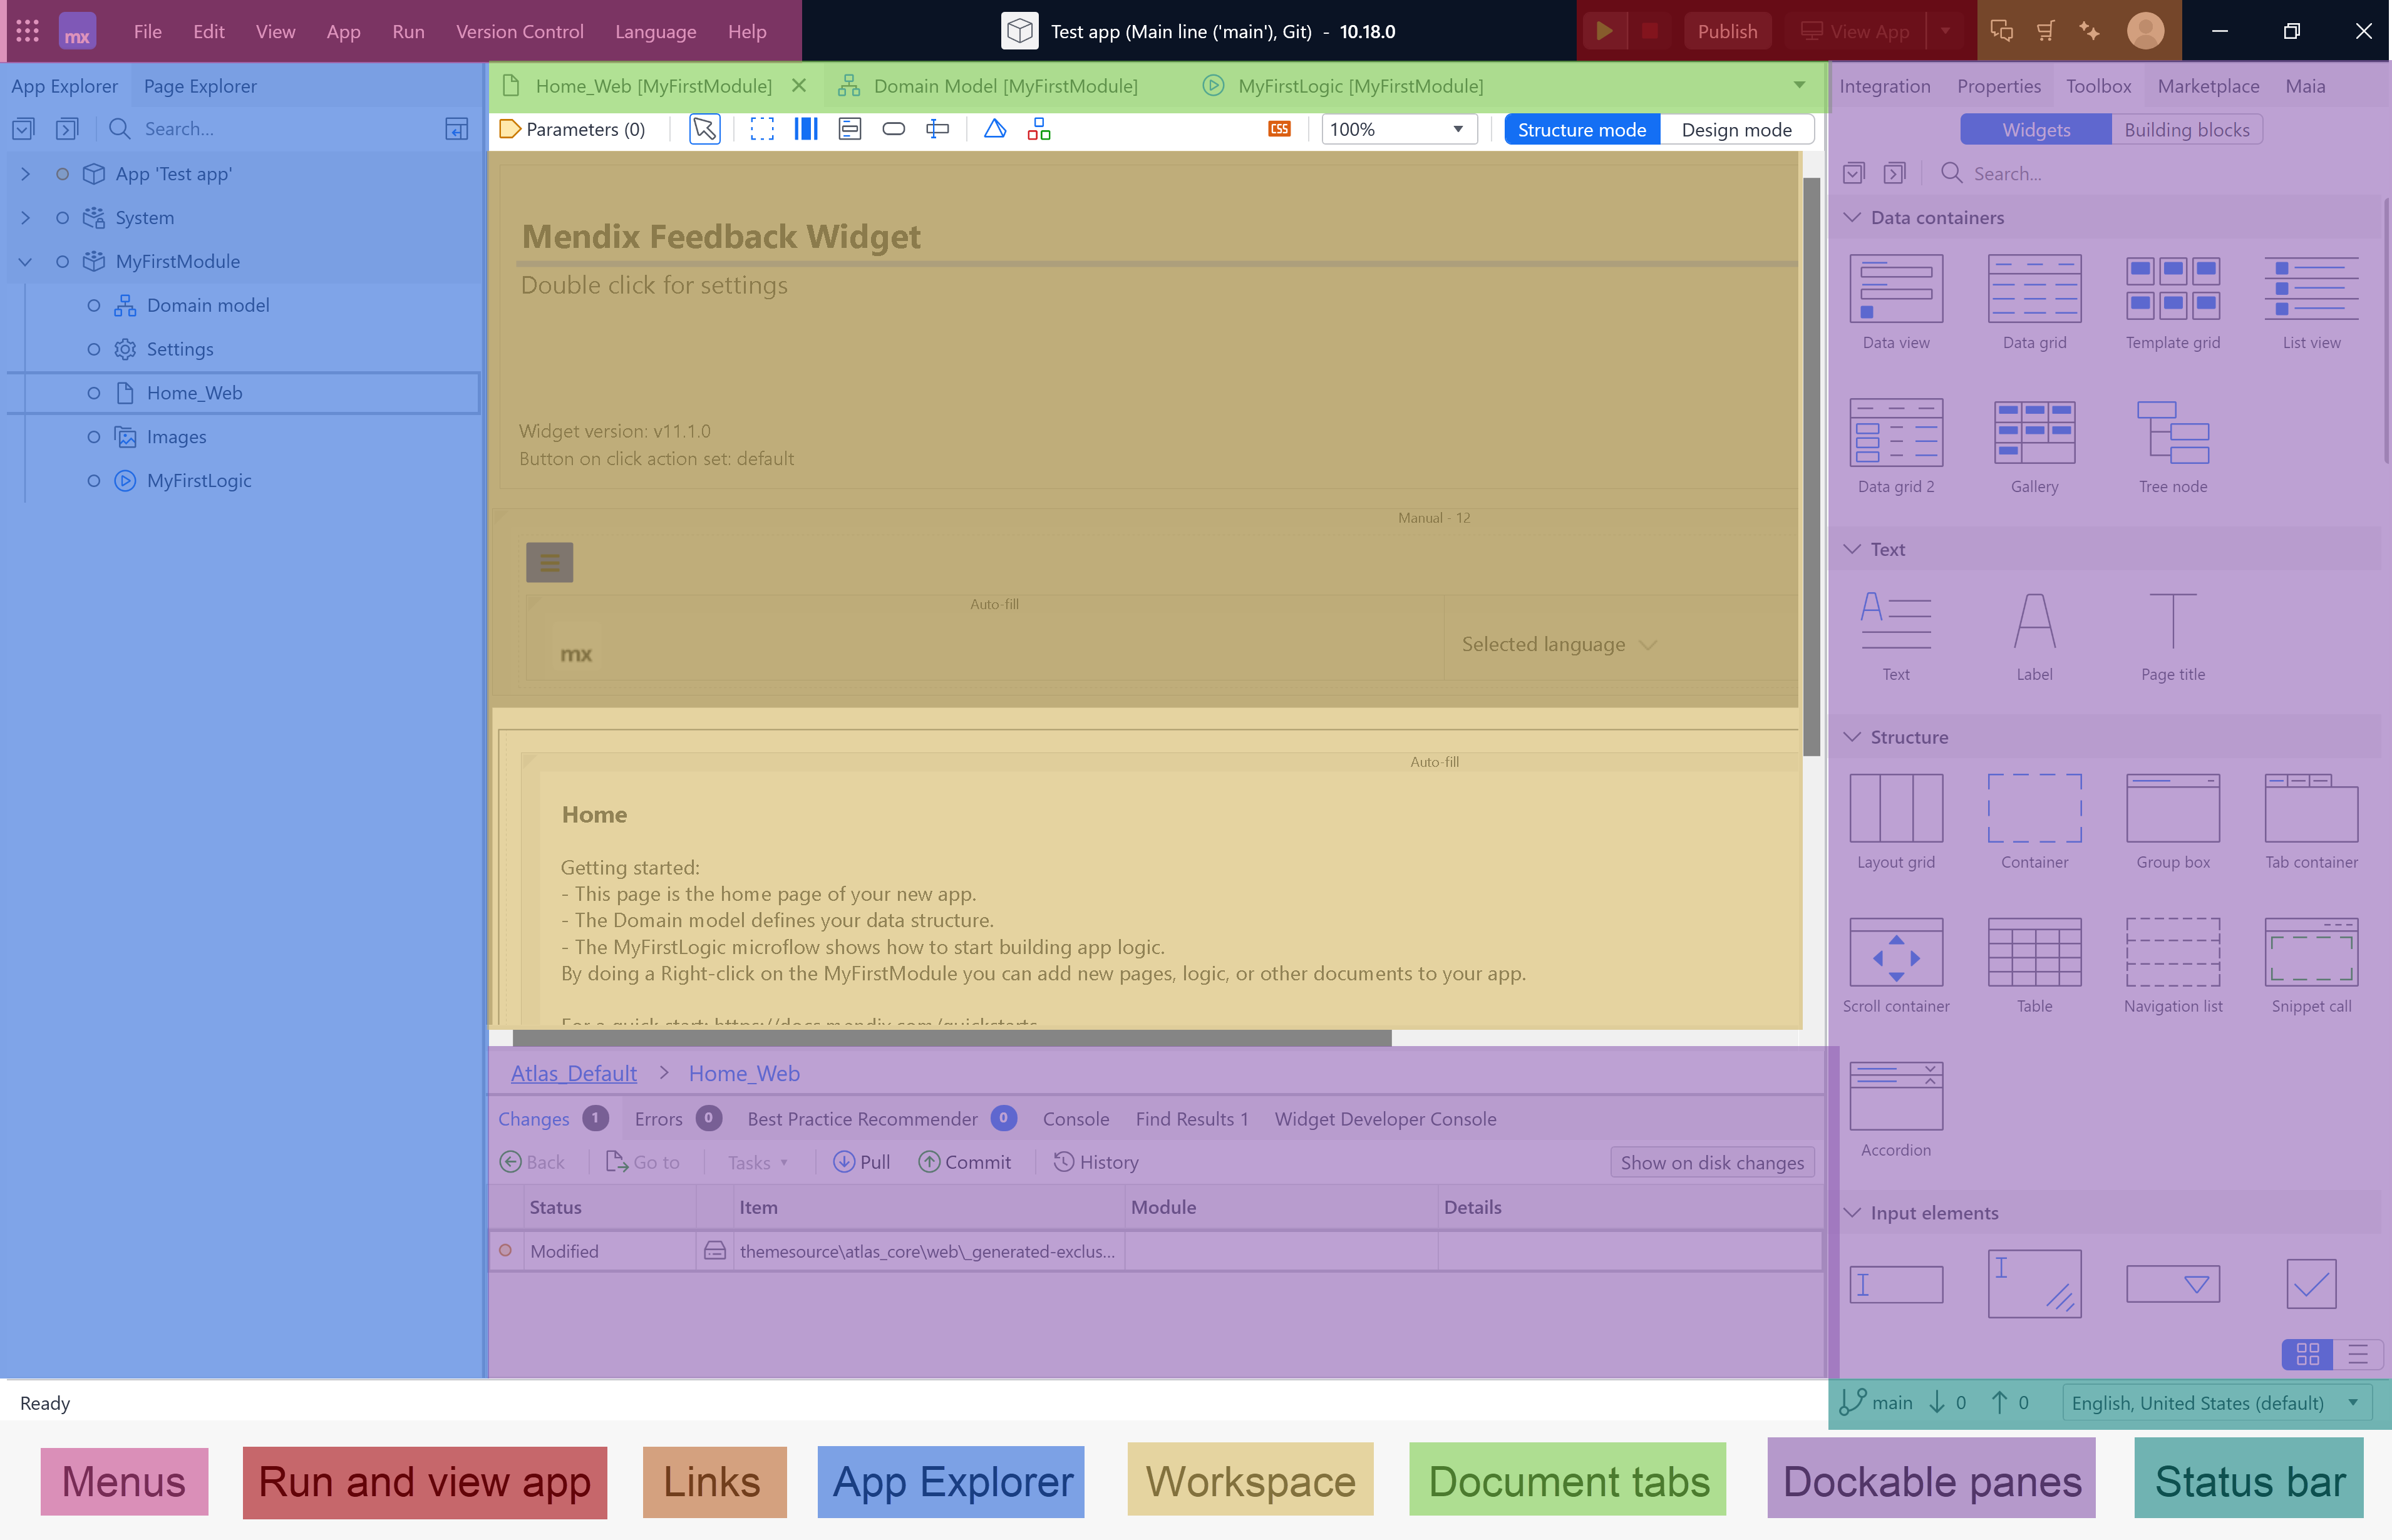 mx File Edit View App Run Version Control Language Help Test app (Main line ('main'), Git) - 10.18.0 Publish View App
App Explorer Page Explorer
Search...
App 'Test app'
System
MyFirstModule
Domain model
Settings
Home_Web
Images
MyFirstLogic
Home_Web [MyFirstModule] Domain Model [MyFirstModule] MyFirstLogic [MyFirstModule]
Parameters (0) CSS 100% Structure mode Design mode
Mendix Feedback Widget
Double click for settings
Widget version: v11.1.0
Button on click action set: default
Manual - 12
Auto-fill
mx Selected language
Auto-fill
Home
Getting started:
- This page is the home page of your new app.
- The Domain model defines your data structure.
- The MyFirstLogic microflow shows how to start building app logic.
By doing a Right-click on the MyFirstModule you can add new pages, logic, or other documents to your app.
For a quick start: https://docs.mendix.com/quickstarts
Atlas_Default > Home_Web
Changes 1 Errors 0 Best Practice Recommender 0 Console Find Results 1 Widget Developer Console
Back Go to Tasks Pull Commit History Show on disk changes
Status Item Module Details
Modified themesource\atlas_core\web\_generated-exclus...
Integration Properties Toolbox Marketplace Maia
Widgets Building blocks
Search...
Data containers
Data view Data grid Template grid List view
Data grid 2 Gallery Tree node
Text
Text Label Page title
Structure
Layout grid Container Group box Tab container
Scroll container Table Navigation list Snippet call
Accordion
Input elements
Ready main 0 0 English, United States (default)
Menus Run and view app Links App Explorer Workspace Document tabs Dockable panes Status bar